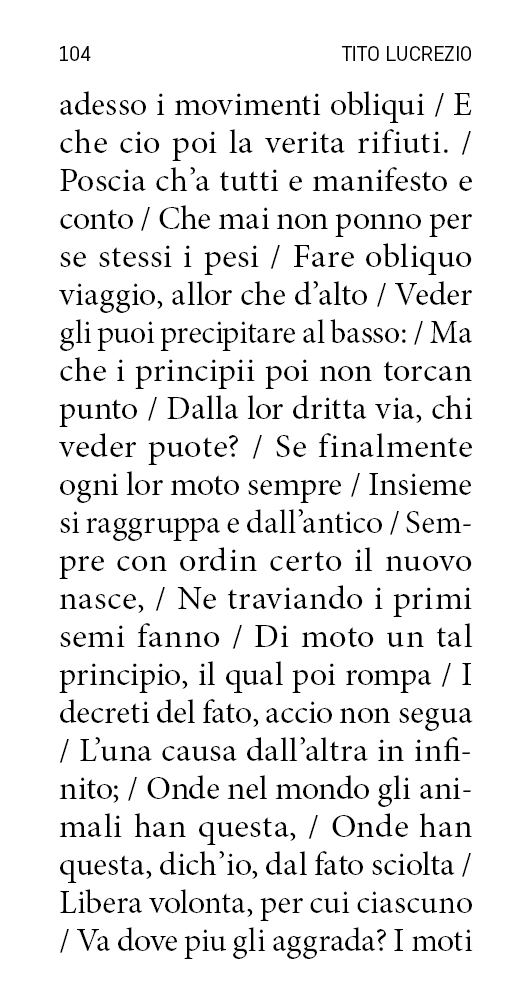 104 TITO LUCREZIO
adesso i movimenti obliqui / E
che cio poi la verita rifiuti. /
Poscia ch’a tutti e manifesto e
conto / Che mai non ponno per
se stessi i pesi / Fare obliquo
viaggio, allor che d’alto / Veder
gli puoi precipitare al basso: / Ma
che i principii poi non torcan
punto / Dalla lor dritta via, chi
veder puote? / Se finalmente
ogni lor moto sempre / Insieme
si raggruppa e dall’antico / Sem-
pre con ordin certo il nuovo
nasce, / Ne traviando i primi
semi fanno / Di moto un tal
principio, il qual poi rompa / I
decreti del fato, accio non segua
/ L’una causa dall’altra in infi-
nito; / Onde nel mondo gli ani-
mali han questa, / Onde han
questa, dich’io, dal fato sciolta /
Libera volonta, per cui ciascuno
/ Va dove piu gli aggrada? I moti